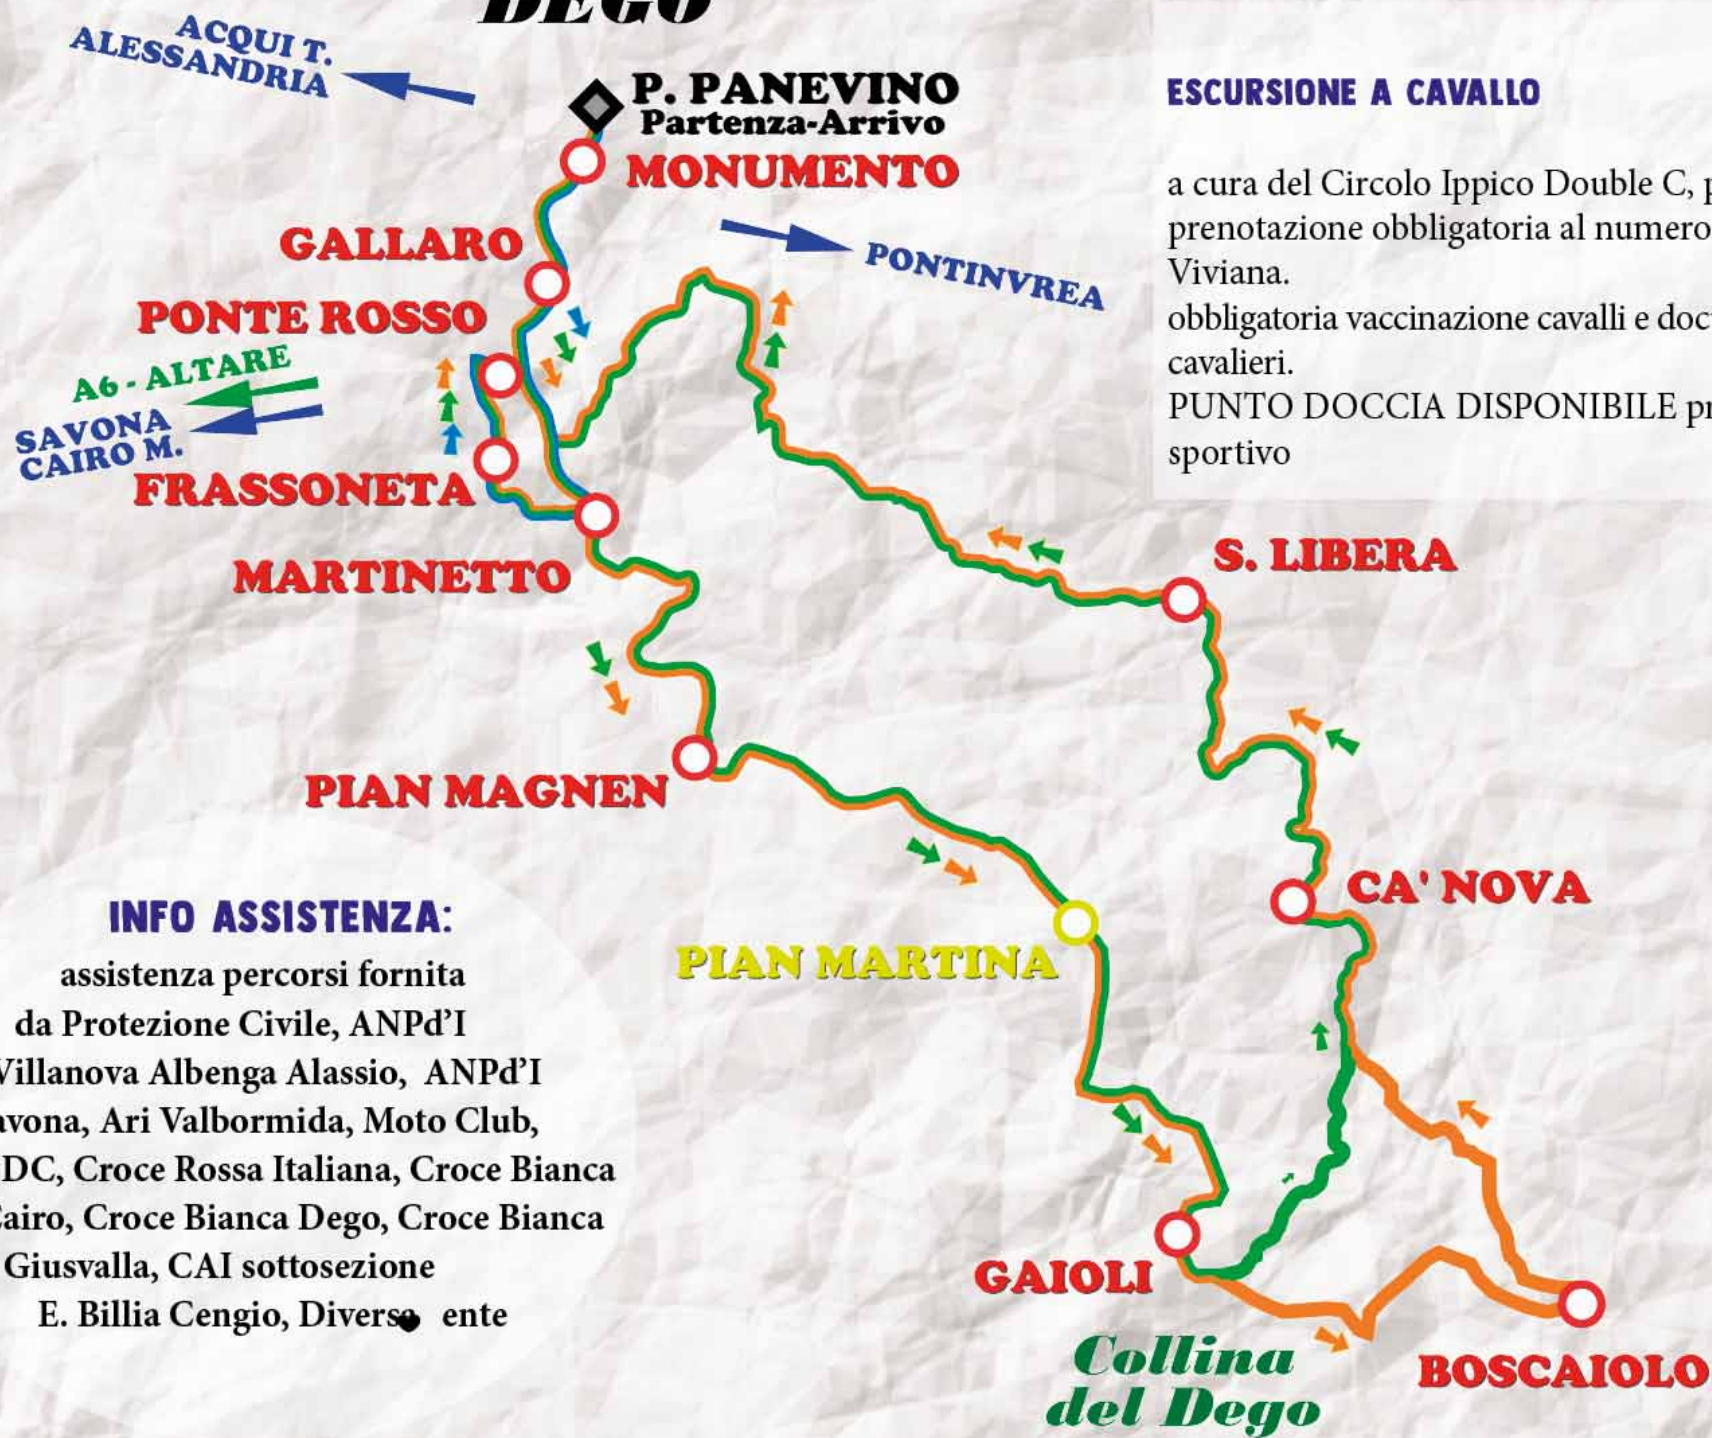 DEGO
ACQUI T.
ALESSANDRIA
P. PANEVINO
Partenza-Arrivo
MONUMENTO
GALLARO
PONTINVREA
PONTE ROSSO
A6 - ALTARE
SAVONA
CAIRO M.
FRASSONETA
MARTINETTO
ESCURSIONE A CAVALLO
a cura del Circolo Ippico Double C,
prenotazione obbligatoria al numero
Viviana.
obbligatoria vaccinazione cavalli e
cavalieri.
PUNTO DOCCIA DISPONIBILE
sportivo
S. LIBERA
PIAN MAGNEN
CA' NOVA
PIAN MARTINA
INFO ASSISTENZA:
assistenza percorsi fornita
da Protezione Civile, ANPd'I
Villanova Albenga Alassio, ANPd'I
avona, Ari Valbormida, Moto Club,
DC, Croce Rossa Italiana, Croce Bianca
Cairo, Croce Bianca Dego, Croce Bianca
Giusvalla, CAI sottosezione
E. Billia Cengio, Divers ente
GAIOLI
BOSCAIOLO
Collina
del Dego